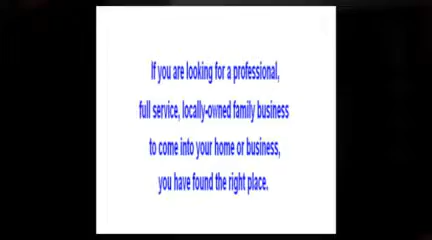 If you are looking for a professional,
full service, locally-owned family business
to come into your home or business,
you have found the right place.